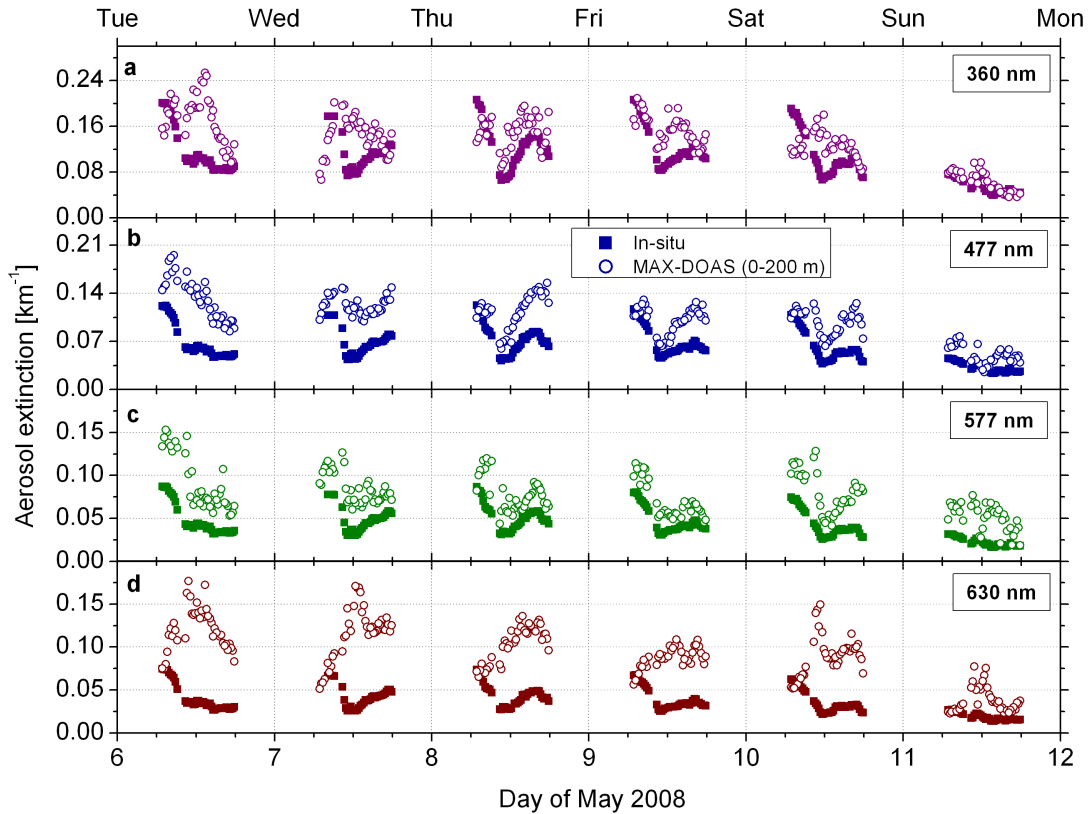 Tue Wed Thu Fri Sat Sun Mon
a
360 nm
0.24
0.16
0.08
0.00
b
477 nm
In-situ
MAX-DOAS (0-200 m)
0.21
0.14
0.07
0.00
c
577 nm
0.15
0.10
0.05
0.00
d
630 nm
0.15
0.10
0.05
0.00
Aerosol extinction [km⁻¹]
6 7 8 9 10 11 12
Day of May 2008